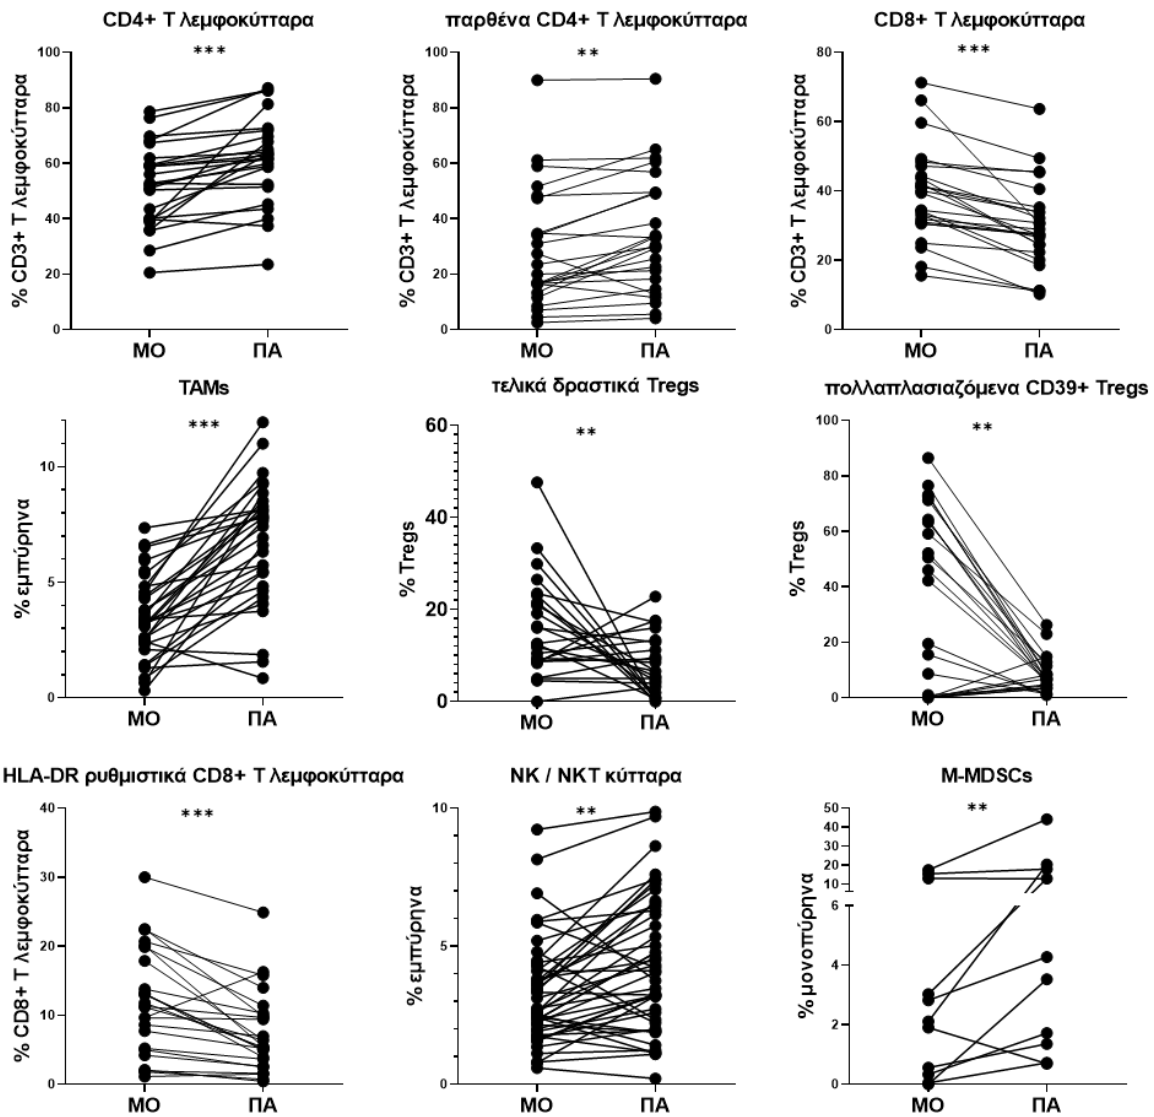 CD4+ Τ λεμφοκύτταρα
παρθένα CD4+ Τ λεμφοκύτταρα
CD8+ Τ λεμφοκύτταρα
***
**
***
% CD3+ Τ λεμφοκύτταρα
100
80
60
40
20
0
ΜΟ ΠΑ
% CD3+ Τ λεμφοκύτταρα
100
80
60
40
20
0
ΜΟ ΠΑ
% CD3+ Τ λεμφοκύτταρα
80
60
40
20
0
ΜΟ ΠΑ
TAMs
τελικά δραστικά Tregs
πολλαπλασιαζόμενα CD39+ Tregs
***
**
**
% εμπύρηνα
10
5
0
ΜΟ ΠΑ
% Tregs
60
40
20
0
ΜΟ ΠΑ
% Tregs
100
80
60
40
20
0
ΜΟ ΠΑ
HLA-DR ρυθμιστικά CD8+ Τ λεμφοκύτταρα
NK / NKT κύτταρα
M-MDSCs
***
**
**
% CD8+ Τ λεμφοκύτταρα
40
30
20
10
0
ΜΟ ΠΑ
% εμπύρηνα
10
5
0
ΜΟ ΠΑ
% μονοπύρηνα
50
40
30
20
10
6
4
2
0
ΜΟ ΠΑ